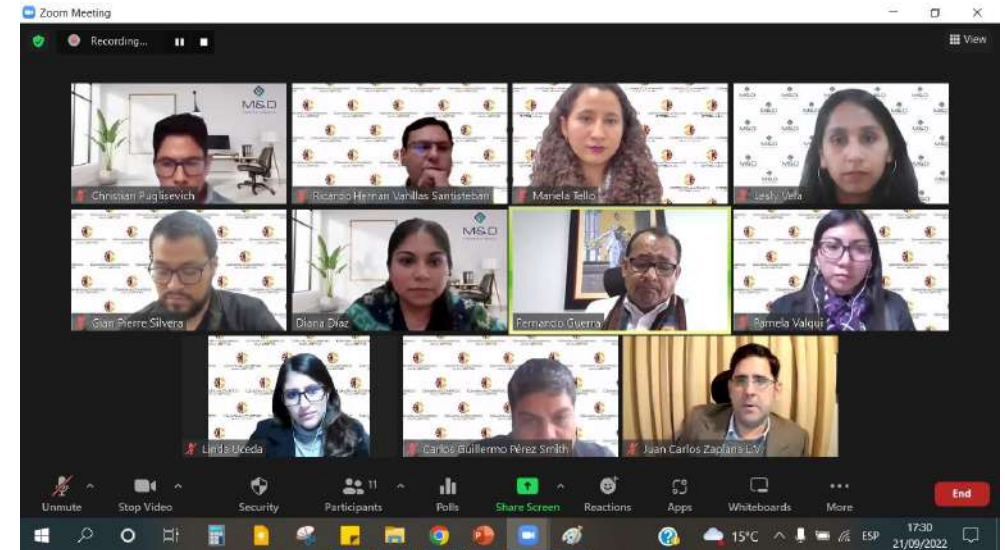 Zoom Meeting
Recording...
View
M&D
Christian Puglisevich
Ricardo Hernan Vanillas Santisteban
Mariela Tello
M&D
Lesly Vela
Gian Pierre Silvera
M&D
Diana Diaz
Fernando Guerra
Pamela Valqui
Linda Uceda
Carlos Guillermo Pérez Smith
Juan Carlos Zaplana L.V.
11
Unmute
Stop Video
Security
Participants
Polls
Share Screen
Reactions
Apps
Whiteboards
More
End
15°C
ESP
17:30
21/09/2022